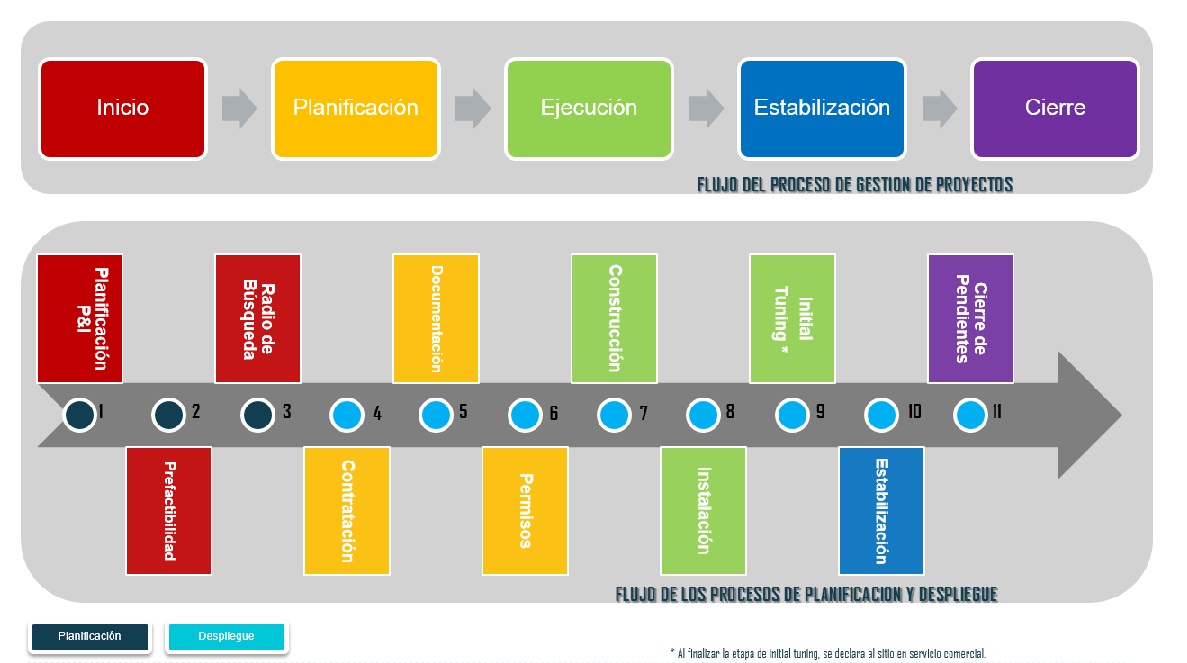 Inicio
Planificación
Ejecución
Estabilización
Cierre
FLUJO DEL PROCESO DE GESTION DE PROYECTOS
Planificación
P&I
Radio de
Búsqueda
Documentación
Construcción
Initial
Tuning *
Cierre de
Pendientes
1
2
3
4
5
6
7
8
9
10
11
Prefactibilidad
Contratación
Permisos
Instalación
Estabilización
FLUJO DE LOS PROCESOS DE PLANIFICACION Y DESPLIEGUE
Planificación
Despliegue
* Al finalizar la etapa de initial tuning, se declara al sitio en servicio comercial.